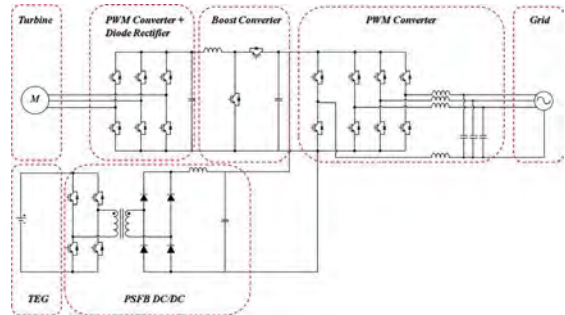 Turbine
PWM Converter +
Diode Rectifier
Boost Converter
PWM Converter
Grid
M
TEG
PSFB DC/DC